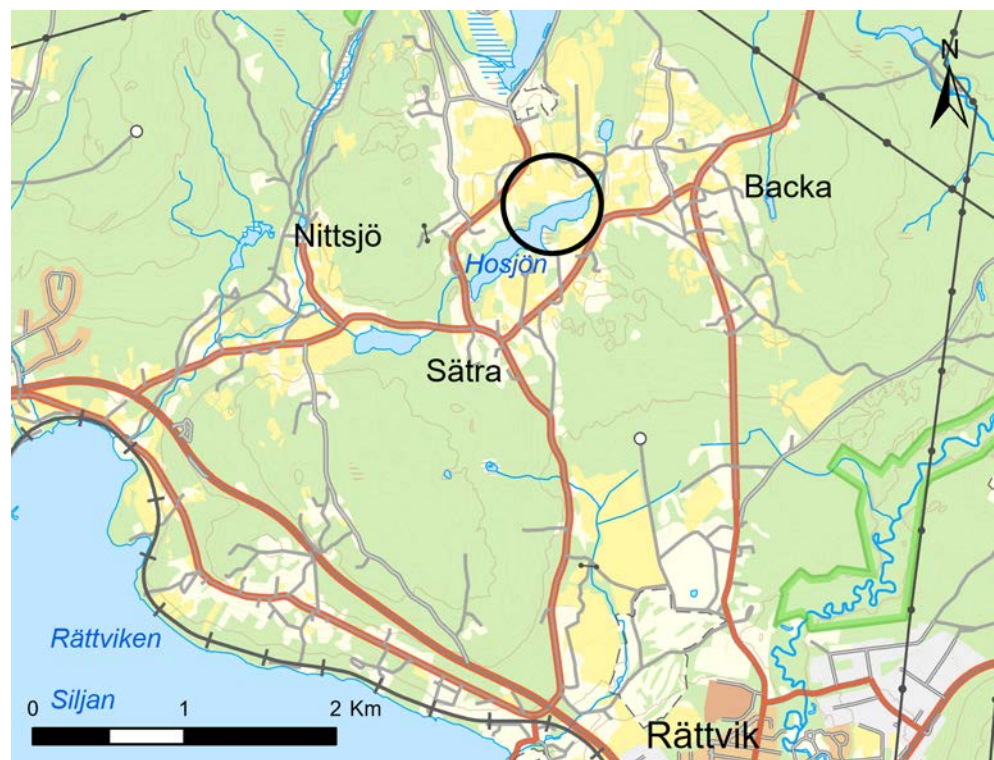 N
Backa
Nittsjö
Hosjön
Sätra
Rättviken
Siljan
0 1 2 Km
Rättvik